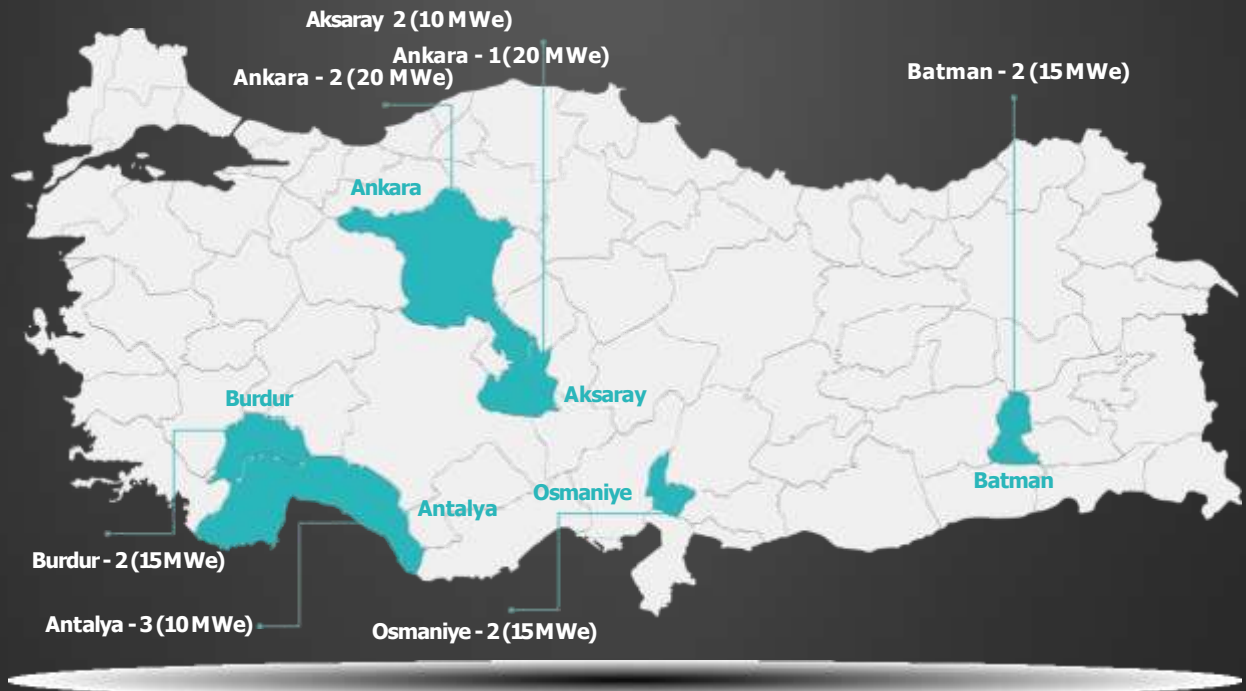 Aksaray 2 (10 MWe)
Ankara - 1 (20 MWe)
Ankara - 2 (20 MWe)
Batman - 2 (15 MWe)
Ankara
Burdur
Aksaray
Osmaniye
Antalya
Batman
Burdur - 2 (15 MWe)
Antalya - 3 (10 MWe)
Osmaniye - 2 (15 MWe)